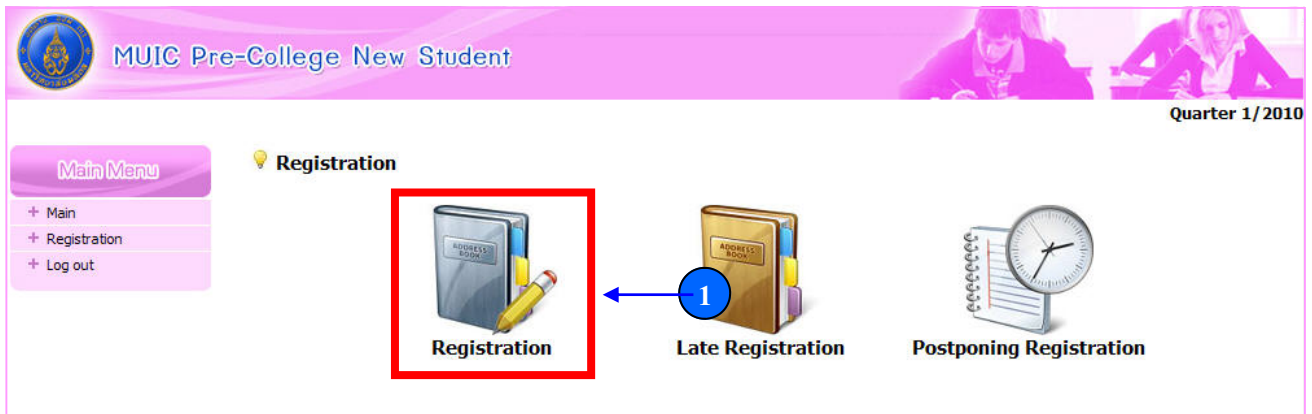 MUIC Pre-College New Student
Quarter 1/2010
Main Menu
+ Main
+ Registration
+ Log out
Registration
ADDRESS
BOOK
Registration
1
ADDRESS
BOOK
Late Registration
Postponing Registration